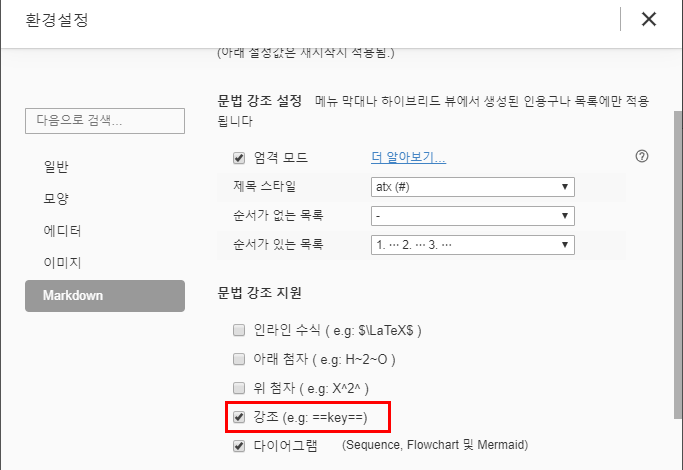 환경설정
(아래 설정값은 재시작시 적용됨.)
문법 강조 설정 메뉴 막대나 하이브리드 뷰에서 생성된 인용구나 목록에만 적용
됩니다
다음으로 검색...
엄격 모드 더 알아보기...
일반
제목 스타일 atx (#)
모양
순서가 없는 목록 -
에디터
순서가 있는 목록 1. ··· 2. ··· 3. ···
이미지
Markdown
문법 강조 지원
인라인 수식 ( e.g: $\LaTeX$ )
아래 첨자 ( e.g: H~2~O )
위 첨자 ( e.g: X^2^ )
강조 (e.g: ==key==)
다이어그램 (Sequence, Flowchart 및 Mermaid)